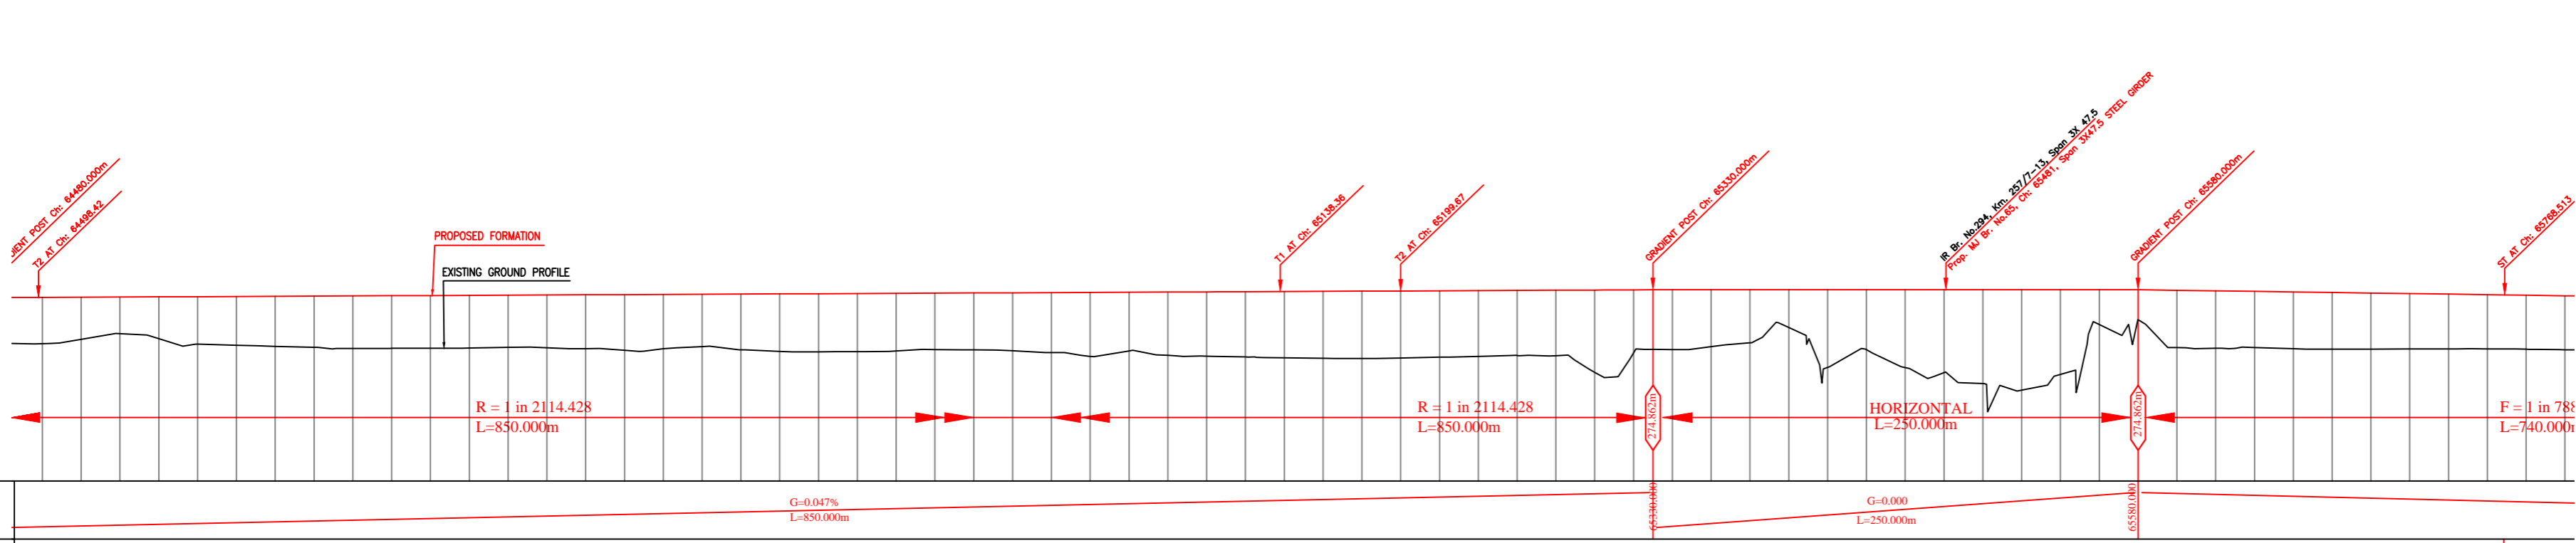 DIENT POST Ch: 64480.000m
T2 AT Ch: 64498.42
PROPOSED FORMATION
EXISTING GROUND PROFILE
T1 AT Ch: 65138.36
T2 AT Ch: 65199.67
GRADIENT POST Ch: 65330.000m
IR Br. No.294, Km. 257/7-13, Span 3X 47.5
Prop. MJ Br. No.65, Ch: 65481, Span 3X47.5 STEEL GIRDER
GRADIENT POST Ch: 65580.000m
ST AT Ch: 65768.513
R = 1 in 2114.428
L=850.000m
R = 1 in 2114.428
L=850.000m
274.862m
HORIZONTAL
L=250.000m
274.862m
F = 1 in 788
L=740.000
G=0.047%
L=850.000m
65330.000
G=0.000
L=250.000m
65580.000